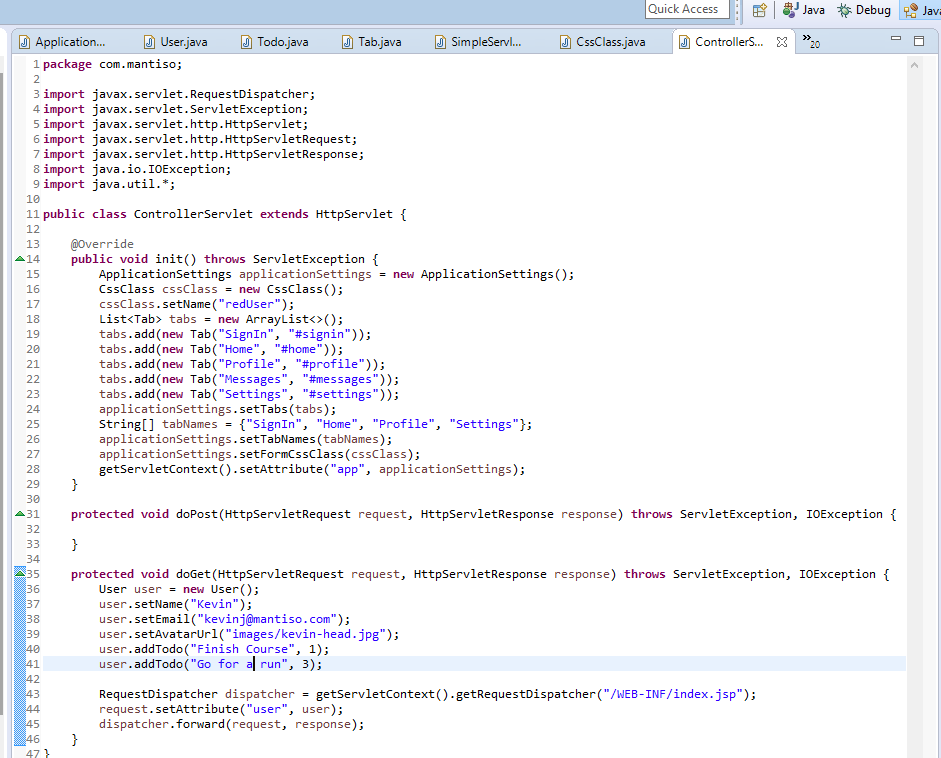 Quick Access
Java
Debug
Java
Application...
User.java
Todo.java
Tab.java
SimpleServl...
CssClass.java
ControllerS...
»20
1 package com.mantiso;
2
3 import javax.servlet.RequestDispatcher;
4 import javax.servlet.ServletException;
5 import javax.servlet.http.HttpServlet;
6 import javax.servlet.http.HttpServletRequest;
7 import javax.servlet.http.HttpServletResponse;
8 import java.io.IOException;
9 import java.util.*;
10
11 public class ControllerServlet extends HttpServlet {
12
13     @Override
14     public void init() throws ServletException {
15         ApplicationSettings applicationSettings = new ApplicationSettings();
16         CssClass cssClass = new CssClass();
17         cssClass.setName("redUser");
18         List<Tab> tabs = new ArrayList<>();
19         tabs.add(new Tab("SignIn", "#signin"));
20         tabs.add(new Tab("Home", "#home"));
21         tabs.add(new Tab("Profile", "#profile"));
22         tabs.add(new Tab("Messages", "#messages"));
23         tabs.add(new Tab("Settings", "#settings"));
24         applicationSettings.setTabs(tabs);
25         String[] tabNames = {"SignIn", "Home", "Profile", "Settings"};
26         applicationSettings.setTabNames(tabNames);
27         applicationSettings.setFormCssClass(cssClass);
28         getServletContext().setAttribute("app", applicationSettings);
29     }
30
31     protected void doPost(HttpServletRequest request, HttpServletResponse response) throws ServletException, IOException {
32
33     }
34
35     protected void doGet(HttpServletRequest request, HttpServletResponse response) throws ServletException, IOException {
36         User user = new User();
37         user.setName("Kevin");
38         user.setEmail("kevinj@mantiso.com");
39         user.setAvatarUrl("images/kevin-head.jpg");
40         user.addTodo("Finish Course", 1);
41         user.addTodo("Go for a run", 3);
42
43         RequestDispatcher dispatcher = getServletContext().getRequestDispatcher("/WEB-INF/index.jsp");
44         request.setAttribute("user", user);
45         dispatcher.forward(request, response);
46     }
47 }